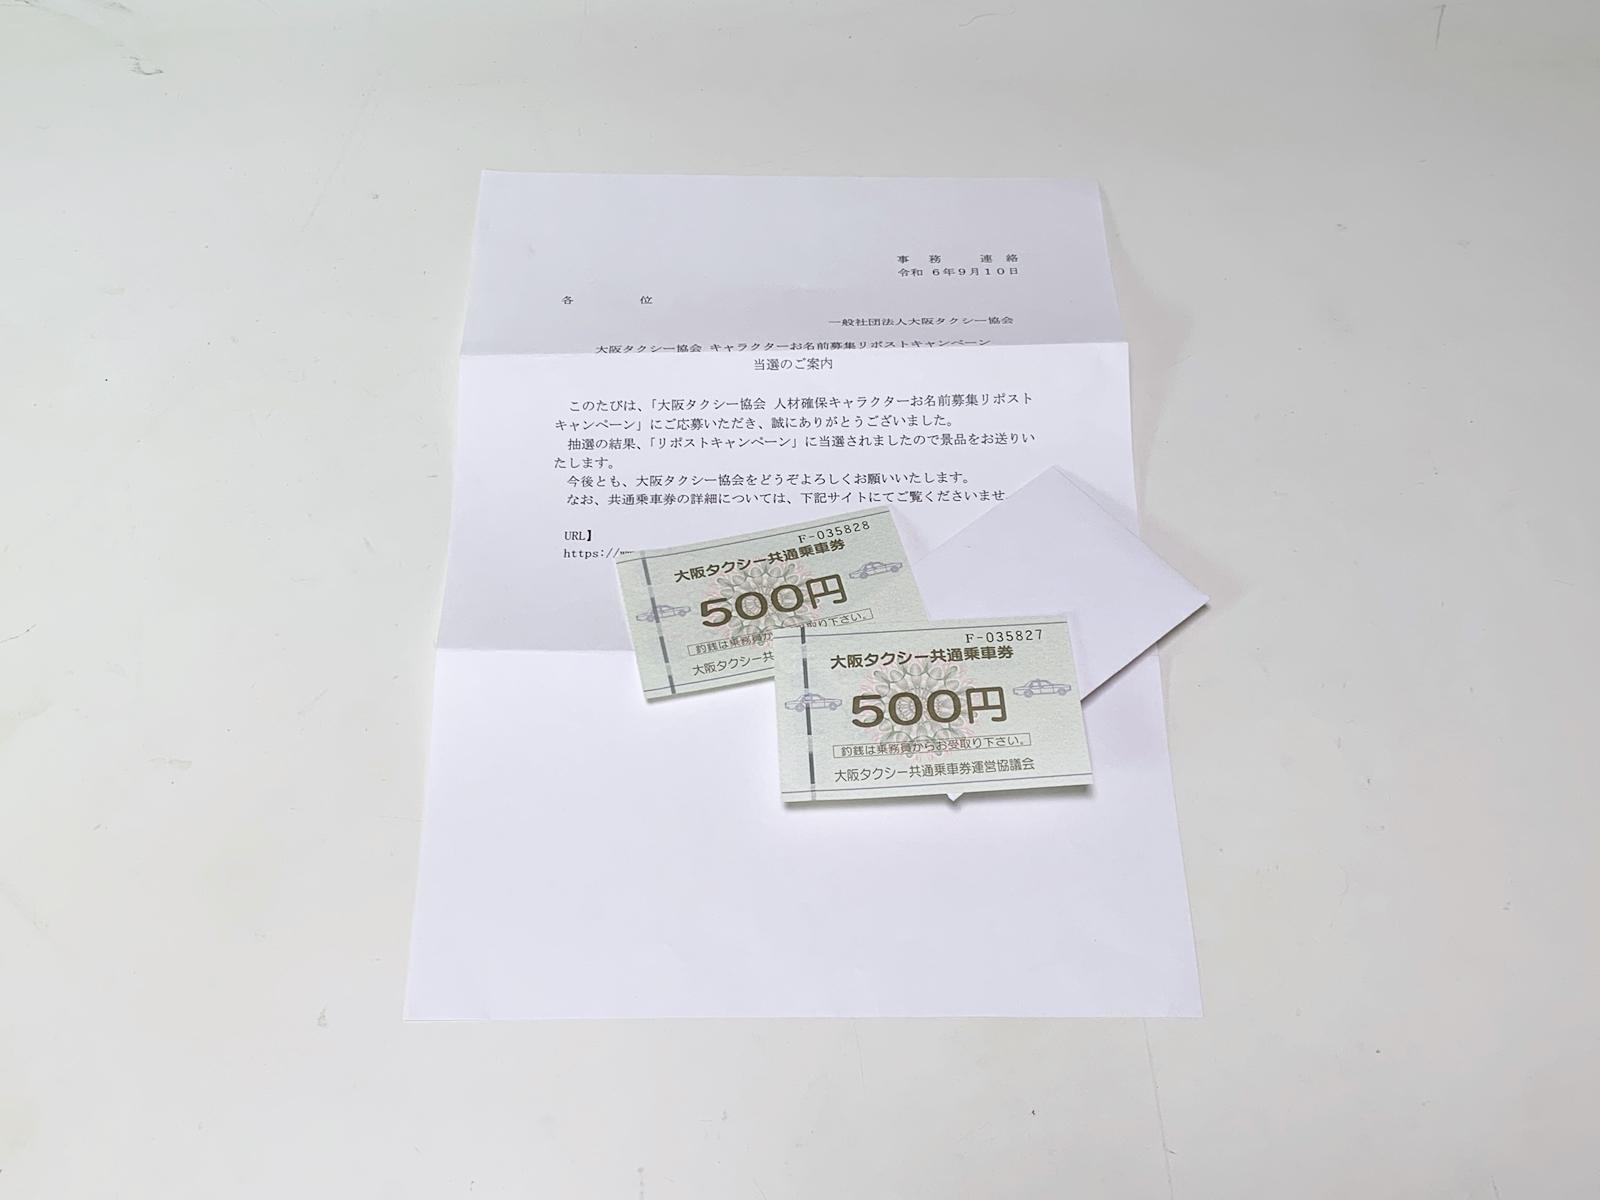 事　務　　連　絡
令和 ６年９月１０日
各　　　　　位
一般社団法人大阪タクシー協会
大阪タクシー協会 キャラクターお名前募集リポストキャンペーン
当選のご案内
このたびは、「大阪タクシー協会 人材確保キャラクターお名前募集リポスト
キャンペーン」にご応募いただき、誠にありがとうございました。
抽選の結果、「リポストキャンペーン」に当選されましたので景品をお送りい
たします。
今後とも、大阪タクシー協会をどうぞよろしくお願いいたします。
なお、共通乗車券の詳細については、下記サイトにてご覧くださいませ
URL】
https://
F-035828
大阪タクシー共通乗車券
500円
釣銭は乗務員か
取り下さい。
大阪タクシー共
F-035827
大阪タクシー共通乗車券
500円
釣銭は乗務員からお受取り下さい。
大阪タクシー共通乗車券運営協議会